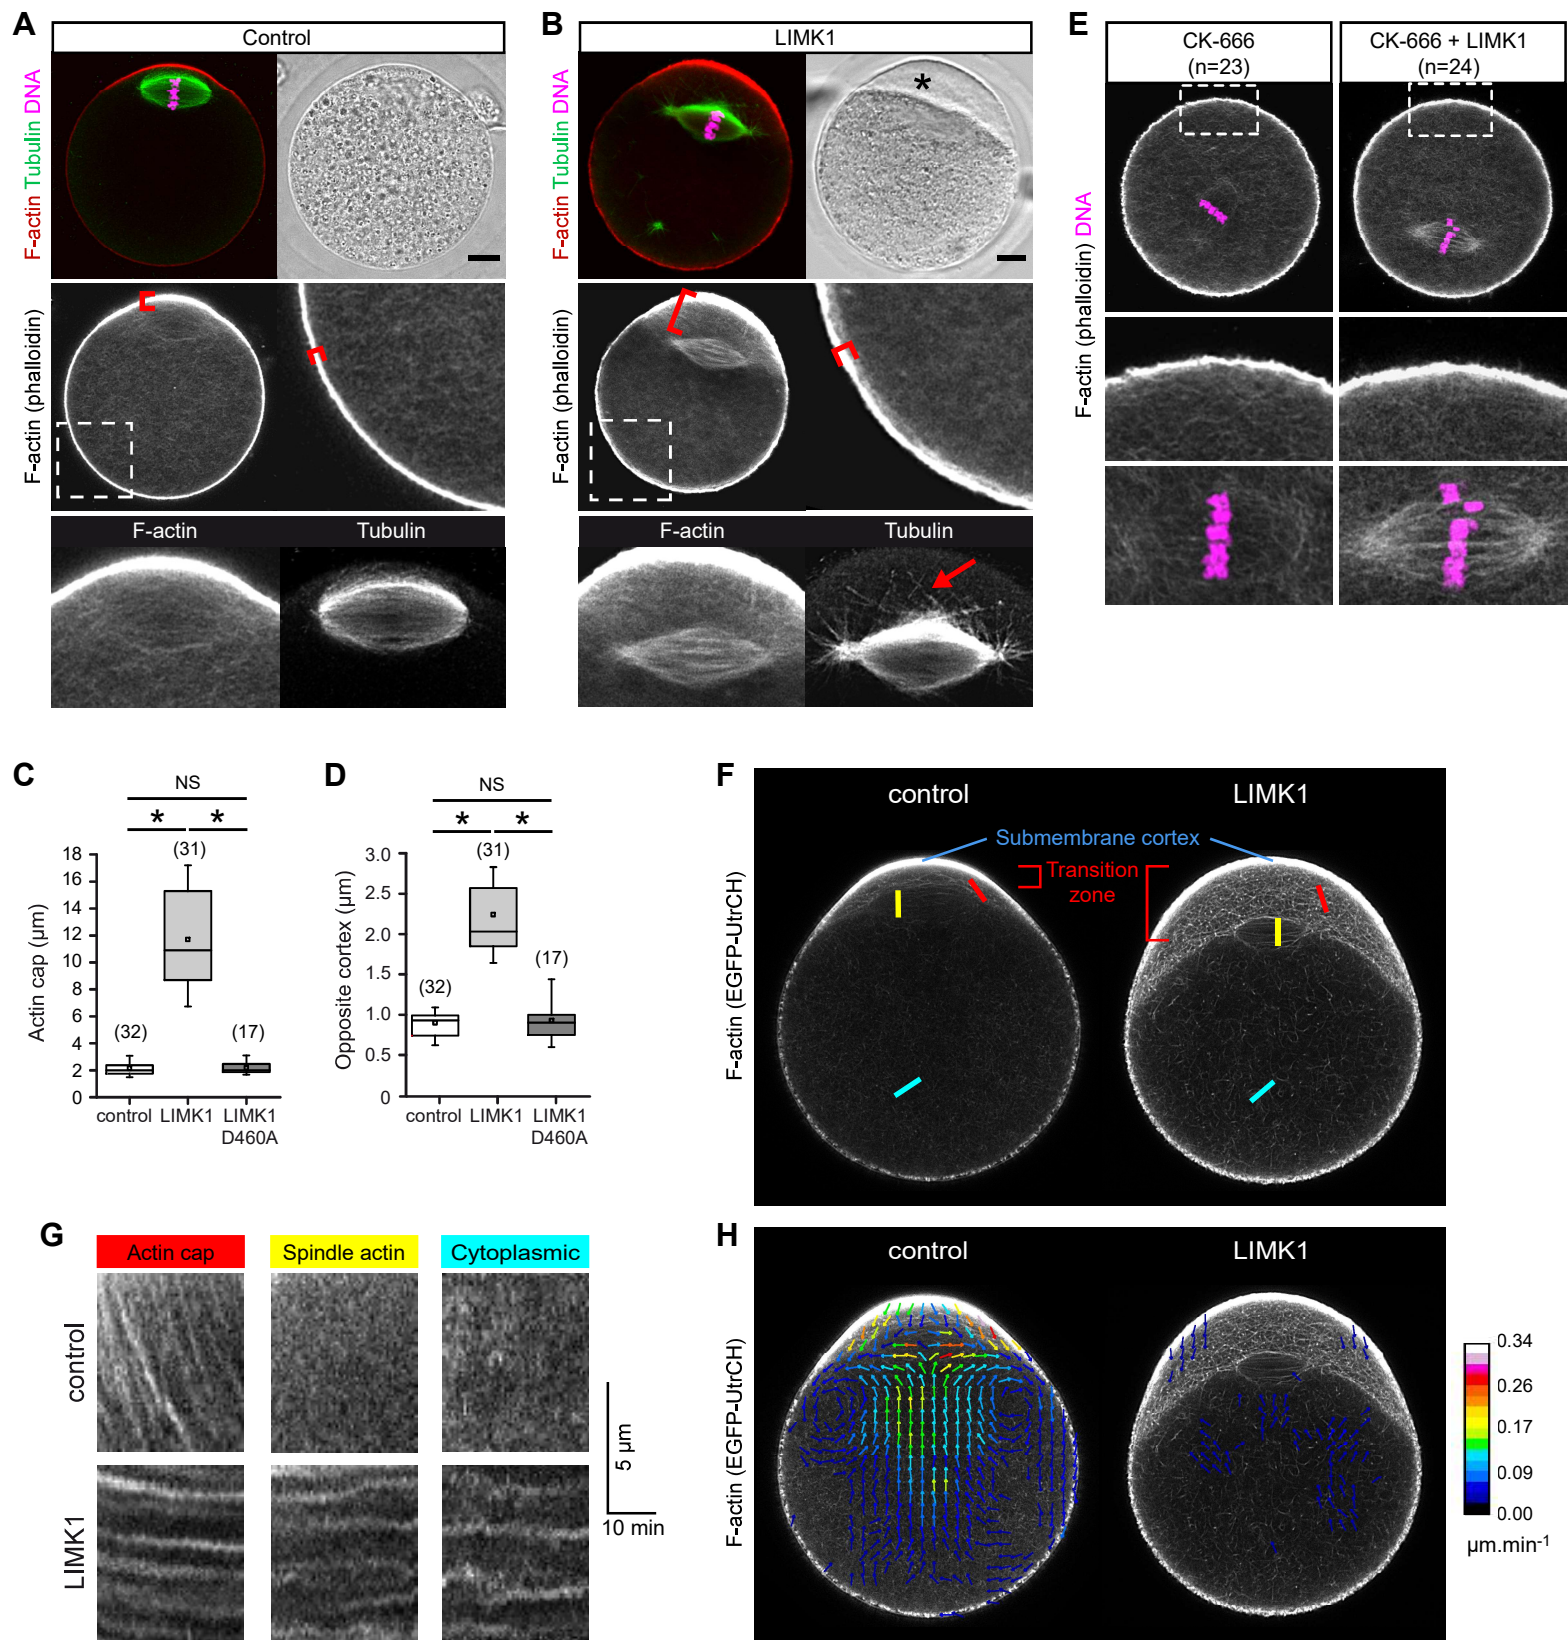 A
Control
F-actin Tubulin DNA
F-actin (phalloidin)
F-actin
Tubulin
B
LIMK1
F-actin Tubulin DNA
*
F-actin (phalloidin)
F-actin
Tubulin
E
CK-666
(n=23)
CK-666 + LIMK1
(n=24)
F-actin (phalloidin) DNA
C
NS
*
*
Actin cap (µm)
18
16
14
12
10
8
6
4
2
0
(32)
(31)
(17)
control
LIMK1
LIMK1
D460A
D
NS
*
*
Opposite cortex (µm)
3.0
2.5
2.0
1.5
1.0
0.5
0
(32)
(31)
(17)
control
LIMK1
LIMK1
D460A
F
control
LIMK1
Submembrane cortex
Transition
zone
F-actin (EGFP-UtrCH)
G
Actin cap
Spindle actin
Cytoplasmic
control
LIMK1
5 µm
10 min
H
control
LIMK1
F-actin (EGFP-UtrCH)
0.34
0.26
0.17
0.09
0.00
µm.min-1